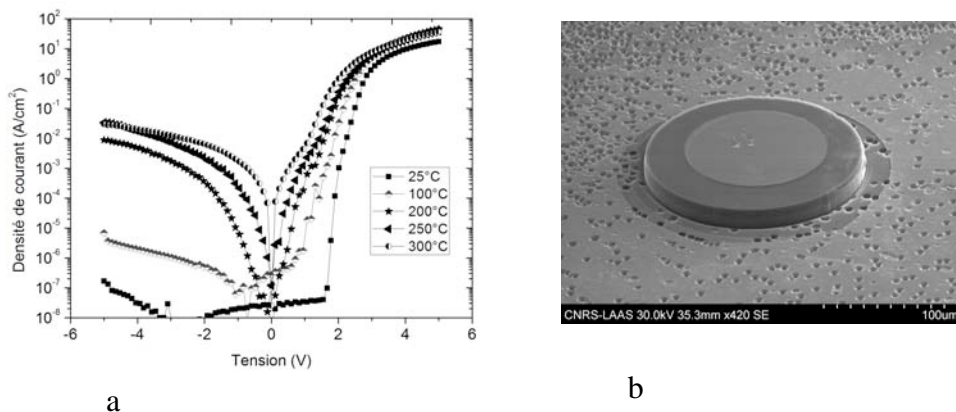 10²
10¹
10⁰
10⁻¹
10⁻²
10⁻³
10⁻⁴
10⁻⁵
10⁻⁶
10⁻⁷
10⁻⁸
Densité de courant (A/cm²)
25°C
100°C
200°C
250°C
300°C
-6 -4 -2 0 2 4 6
Tension (V)
CNRS-LAAS 30.0kV 35.3mm x420 SE 100um
a b